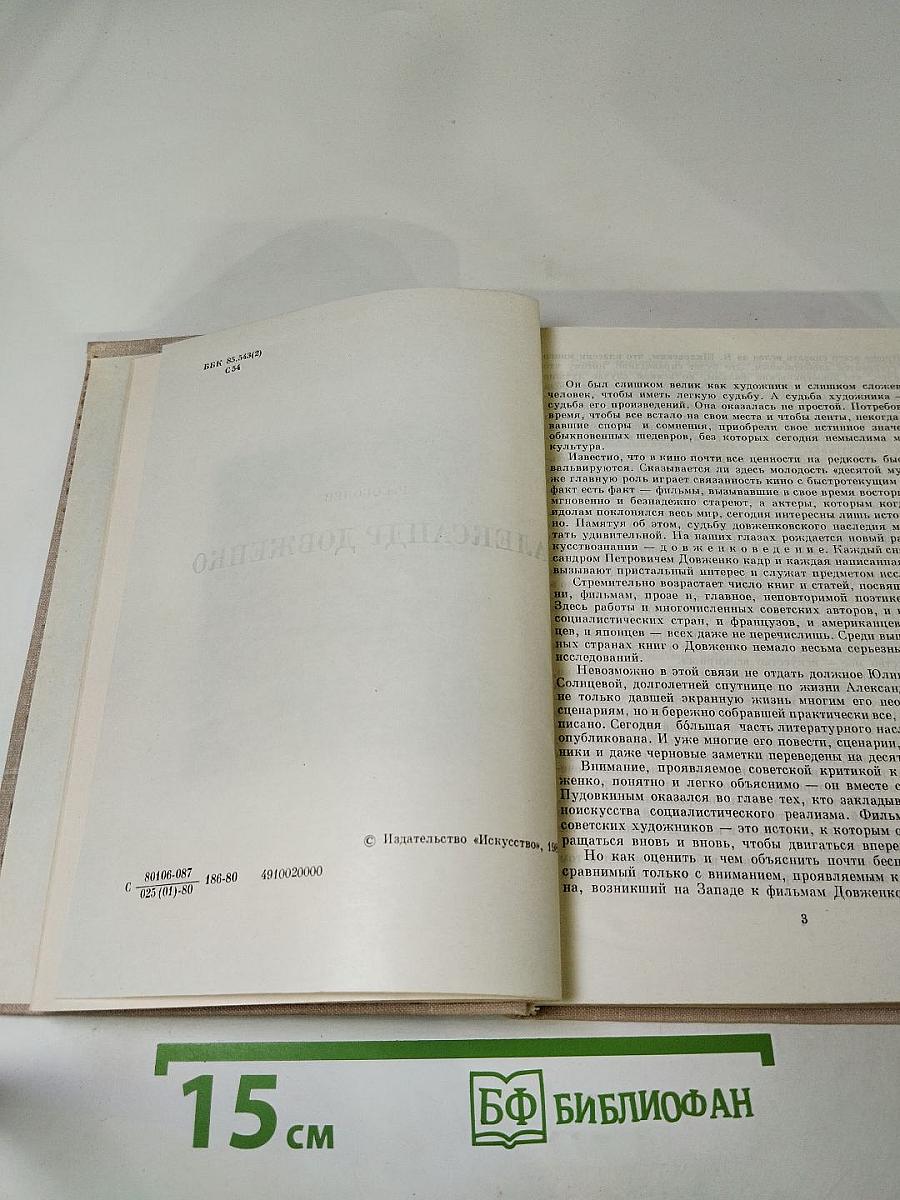 ББК 85.543(2)
С 54
© Издательство «Искусство», 198
С 80106-087
025 (01)-80
186-80 4910020000
Он был слишком велик как художник и слишком сложен
человек, чтобы иметь легкую судьбу. А судьба художника —
судьба его произведений. Она оказалась не простой. Потребов
время, чтобы все встало на свои места и чтобы ленты, некогда
вавшие споры и сомнения, приобрели свое истинное значе
обыкновенных шедевров, без которых сегодня немыслима м
культура.
Известно, что в кино почти все ценности на редкость быс
вальвируются. Сказывается ли здесь молодость «десятой му
же главную роль играет связанность кино с быстротекущим
факт есть факт — фильмы, вызывавшие в свое время восторг
мгновенно и безнадежно стареют, а актеры, которым когд
идолам поклонялся весь мир, сегодня интересны лишь исто
но. Памятуя об этом, судьбу довженковского наследия м
тать удивительной. На наших глазах рождается новый ра
кусствознании — довженковедение. Каждый сня
сандром Петровичем Довженко кадр и каждая написанная
вызывают пристальный интерес и служат предметом иссл
Стремительно возрастает число книг и статей, посвящ
ни, фильмам, прозе и, главное, неповторимой поэтике
Здесь работы и многочисленных советских авторов, и
социалистических стран, и французов, и американцев
цев, и японцев — всех даже не перечислишь. Среди выш
ных странах книг о Довженко немало весьма серьезны
исследований.
Невозможно в этой связи не отдать должное Юлии
Солнцевой, долголетней спутнице по жизни Александ
не только давшей экранную жизнь многим его нео
сценариям, но и бережно собравшей практически все,
писано. Сегодня бо́льшая часть литературного насл
опубликована. И уже многие его повести, сценарии,
ники и даже черновые заметки переведены на десят
Внимание, проявляемое советской критикой к
женко, понятно и легко объяснимо — он вместе с
Пудовкиным оказался во главе тех, кто закладыв
ноискусства социалистического реализма. Фильм
советских художников — это истоки, к которым с
ращаться вновь и вновь, чтобы двигаться впере
Но как оценить и чем объяснить почти бесп
сравнимый только с вниманием, проявляемым к
на, возникший на Западе к фильмам Довженко
3
15 см
БФ БИБЛИОФАН